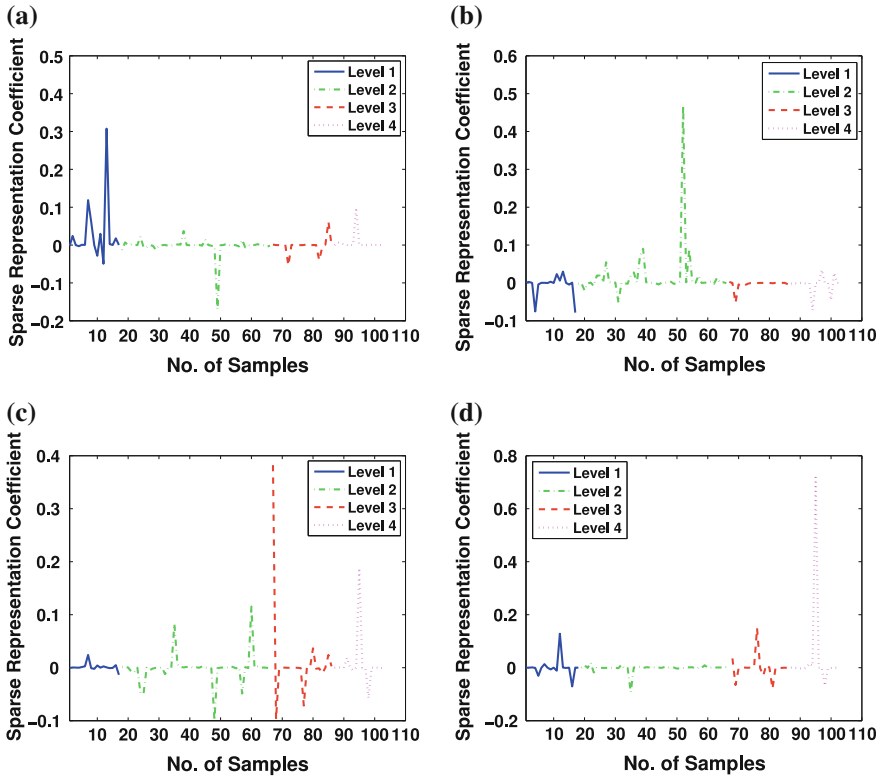 (a)
Sparse Representation Coefficient
0.5
0.4
0.3
0.2
0.1
0
−0.1
−0.2
10 20 30 40 50 60 70 80 90 100 110
No. of Samples
Level 1
Level 2
Level 3
Level 4
(b)
Sparse Representation Coefficient
0.6
0.5
0.4
0.3
0.2
0.1
0
−0.1
10 20 30 40 50 60 70 80 90 100 110
No. of Samples
Level 1
Level 2
Level 3
Level 4
(c)
Sparse Representation Coefficient
0.4
0.3
0.2
0.1
0
−0.1
10 20 30 40 50 60 70 80 90 100 110
No. of Samples
Level 1
Level 2
Level 3
Level 4
(d)
Sparse Representation Coefficient
0.8
0.6
0.4
0.2
0
−0.2
10 20 30 40 50 60 70 80 90 100 110
No. of Samples
Level 1
Level 2
Level 3
Level 4